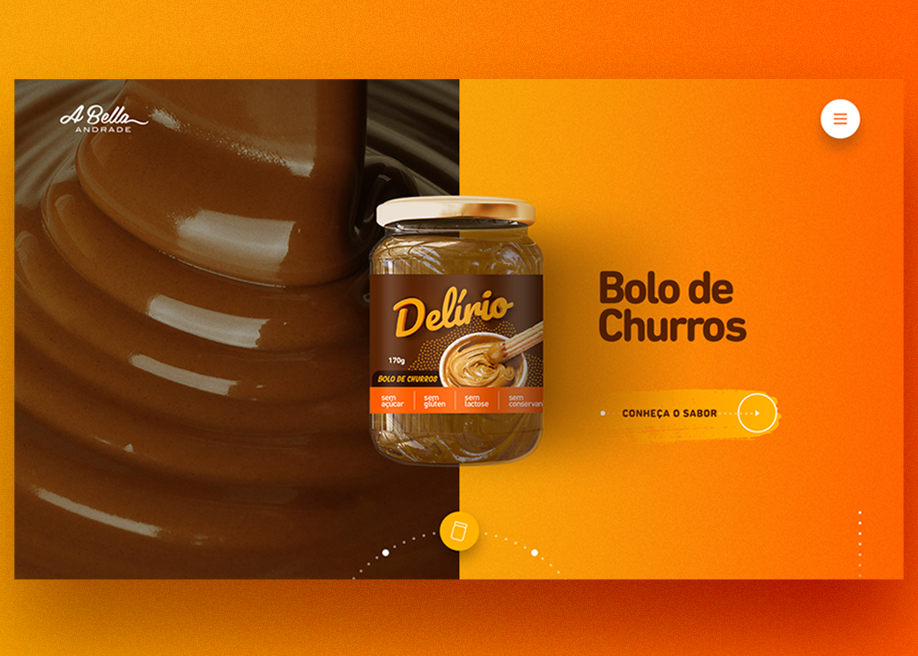 A Bella
ANDRADE
Delírio
170g
BOLO DE CHURROS
sem açúcar
sem glúten
sem lactose
sem conservan
Bolo de
Churros
CONHEÇA O SABOR